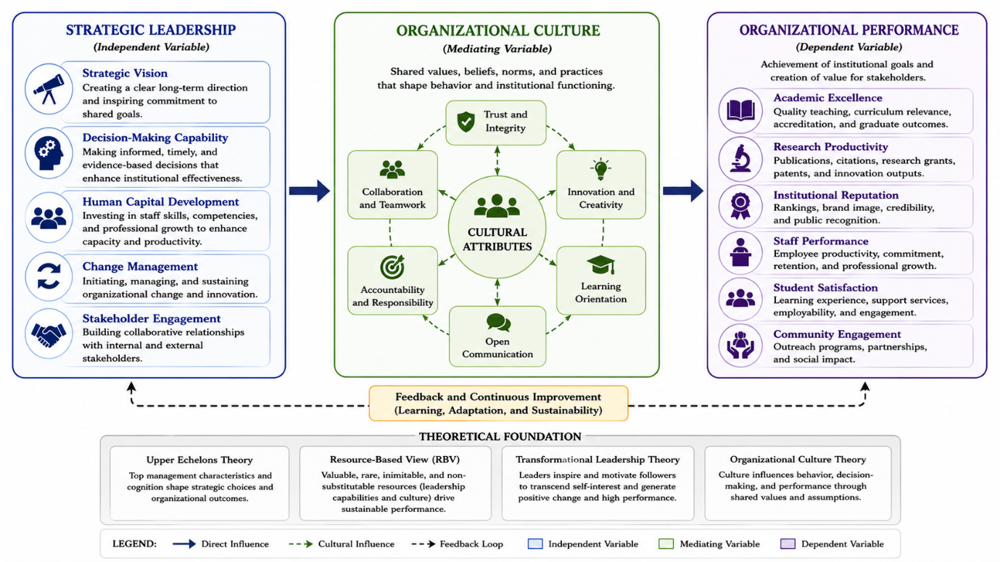 STRATEGIC LEADERSHIP
(Independent Variable)
Strategic Vision
Creating a clear long-term direction
and inspiring commitment to
shared goals.
Decision-Making Capability
Making informed, timely, and
evidence-based decisions that
enhance institutional effectiveness.
Human Capital Development
Investing in staff skills, competencies,
and professional growth to enhance
capacity and productivity.
Change Management
Initiating, managing, and sustaining
organizational change and innovation.
Stakeholder Engagement
Building collaborative relationships
with internal and external
stakeholders.
ORGANIZATIONAL CULTURE
(Mediating Variable)
Shared values, beliefs, norms, and practices
that shape behavior and institutional functioning.
Trust and
Integrity
Collaboration
and Teamwork
Innovation and
Creativity
CULTURAL
ATTRIBUTES
Accountability
and Responsibility
Learning
Orientation
Open
Communication
ORGANIZATIONAL PERFORMANCE
(Dependent Variable)
Achievement of institutional goals and
creation of value for stakeholders.
Academic Excellence
Quality teaching, curriculum relevance,
accreditation, and graduate outcomes.
Research Productivity
Publications, citations, research grants,
patents, and innovation outputs.
Institutional Reputation
Rankings, brand image, credibility,
and public recognition.
Staff Performance
Employee productivity, commitment,
retention, and professional growth.
Student Satisfaction
Learning experience, support services,
employability, and engagement.
Community Engagement
Outreach programs, partnerships,
and social impact.
Feedback and Continuous Improvement
(Learning, Adaptation, and Sustainability)
THEORETICAL FOUNDATION
Upper Echelons Theory
Top management characteristics and
cognition shape strategic choices and
organizational outcomes.
Resource-Based View (RBV)
Valuable, rare, inimitable, and non-
substitutable resources (leadership
capabilities and culture) drive
sustainable performance.
Transformational Leadership Theory
Leaders inspire and motivate followers
to transcend self-interest and generate
positive change and high performance.
Organizational Culture Theory
Culture influences behavior, decision-
making, and performance through
shared values and assumptions.
LEGEND: Direct Influence Cultural Influence Feedback Loop Independent Variable Mediating Variable Dependent Variable